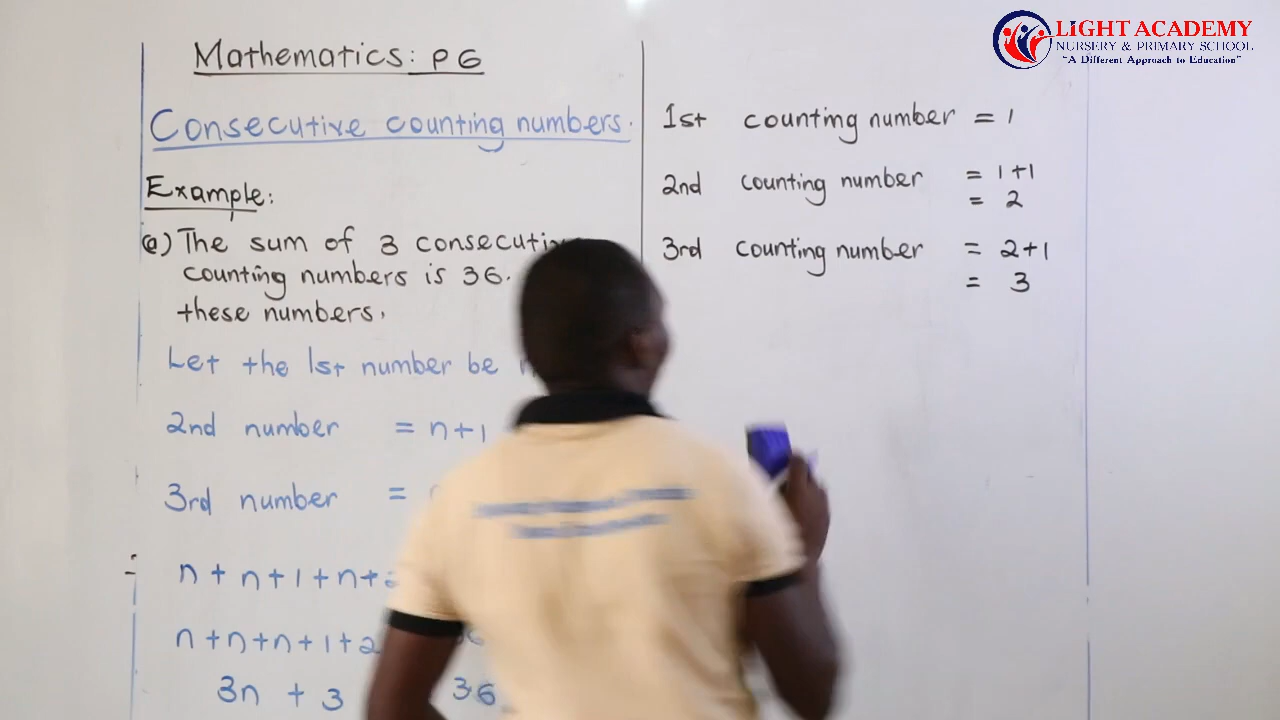 LIGHT ACADEMY
NURSERY & PRIMARY SCHOOL
"A Different Approach to Education"
Mathematics: P6
Consecutive counting numbers.
Example:
a) The sum of 3 consecutiv
counting numbers is 36.
these numbers.
Let the 1st number be
2nd number = n+1
3rd number =
n + n+1+n+2
n+n+n+1+2
3n + 3 36
1st counting number = 1
2nd counting number = 1+1
= 2
3rd counting number = 2+1
= 3